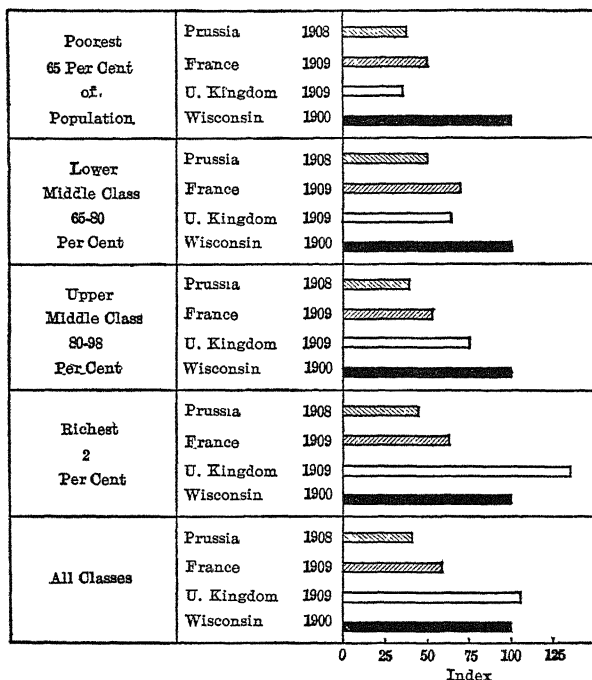 Poorest
65 Per Cent
of
Population
Prussia 1908
France 1909
U. Kingdom 1909
Wisconsin 1900
Lower
Middle Class
65-80
Per Cent
Prussia 1908
France 1909
U. Kingdom 1909
Wisconsin 1900
Upper
Middle Class
80-98
Per Cent
Prussia 1908
France 1909
U. Kingdom 1909
Wisconsin 1900
Richest
2
Per Cent
Prussia 1908
France 1909
U. Kingdom 1909
Wisconsin 1900
All Classes
Prussia 1908
France 1909
U. Kingdom 1909
Wisconsin 1900
0 25 50 75 100 125
Index